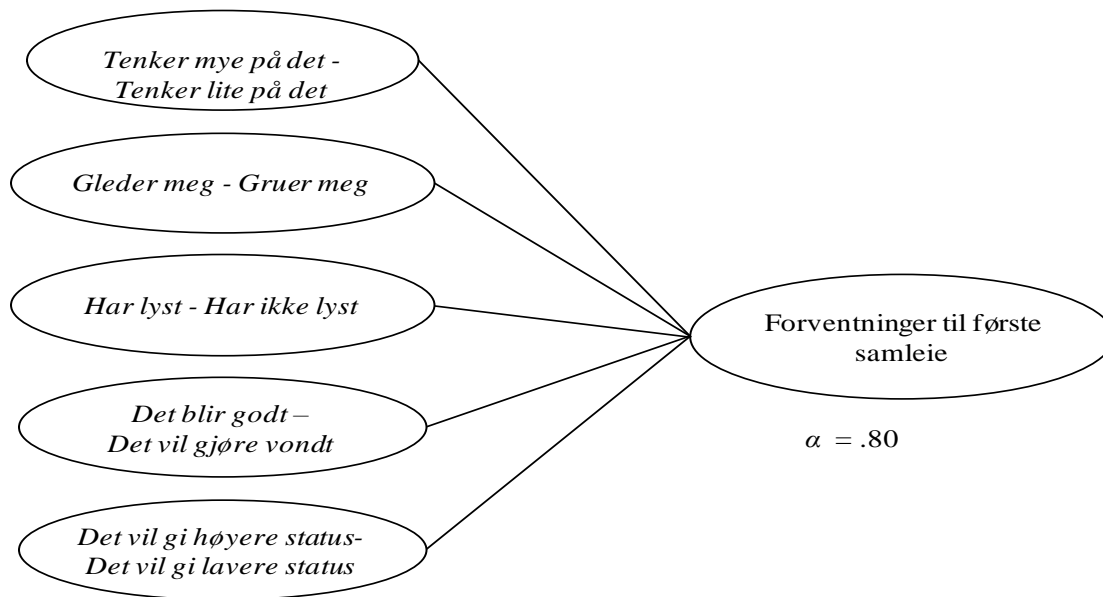 Tenker mye på det -
Tenker lite på det
Gleder meg - Gruer meg
Har lyst - Har ikke lyst
Det blir godt –
Det vil gjøre vondt
Det vil gi høyere status-
Det vil gi lavere status
Forventninger til første
samleie
α = .80